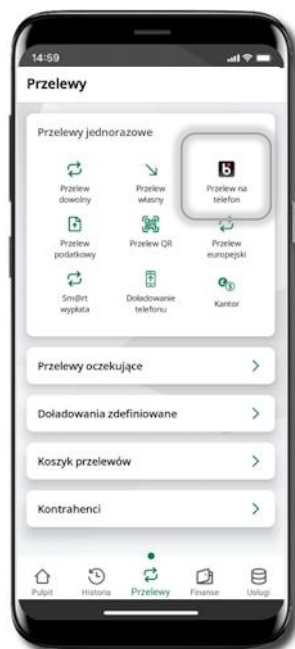 14:59
Przelewy
Przelewy jednorazowe
Przelew
dowolny
Przelew
własny
Przelew na
telefon
Przelew
podatkowy
Przelew QR
Przelew
europejski
Sm@rt
wypłata
Doładowanie
telefonu
Kantor
Przelewy oczekujące
Doładowania zdefiniowane
Koszyk przelewów
Kontrahenci
Pulpit
Historia
Przelewy
Finanse
Usługi